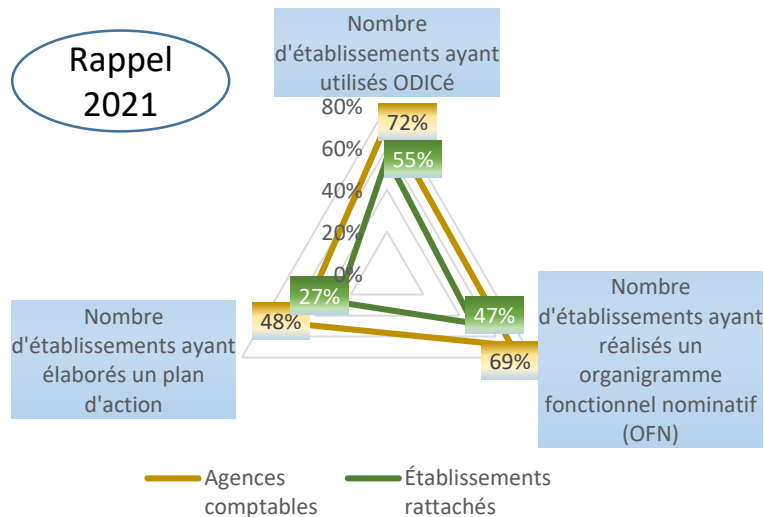 Rappel
2021
Nombre
d'établissements ayant
utilisés ODICé
80%
60%
40%
20%
0%
72%
55%
27%
48%
47%
69%
Nombre
d'établissements ayant
élaborés un plan
d'action
Nombre
d'établissements ayant
réalisés un
organigramme
fonctionnel nominatif
(OFN)
Agences
comptables
Établissements
rattachés